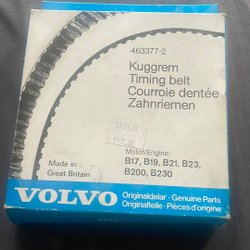 463377-2
Kuggrem
Timing belt
Courroie dentée
Zahnriemen
Motor/Engine:
B17, B19, B21, B23,
B200, B230
Made in
Great Britain
VOLVO
Originaldelar · Genuine Parts
Originalteile · Pièces d'origine